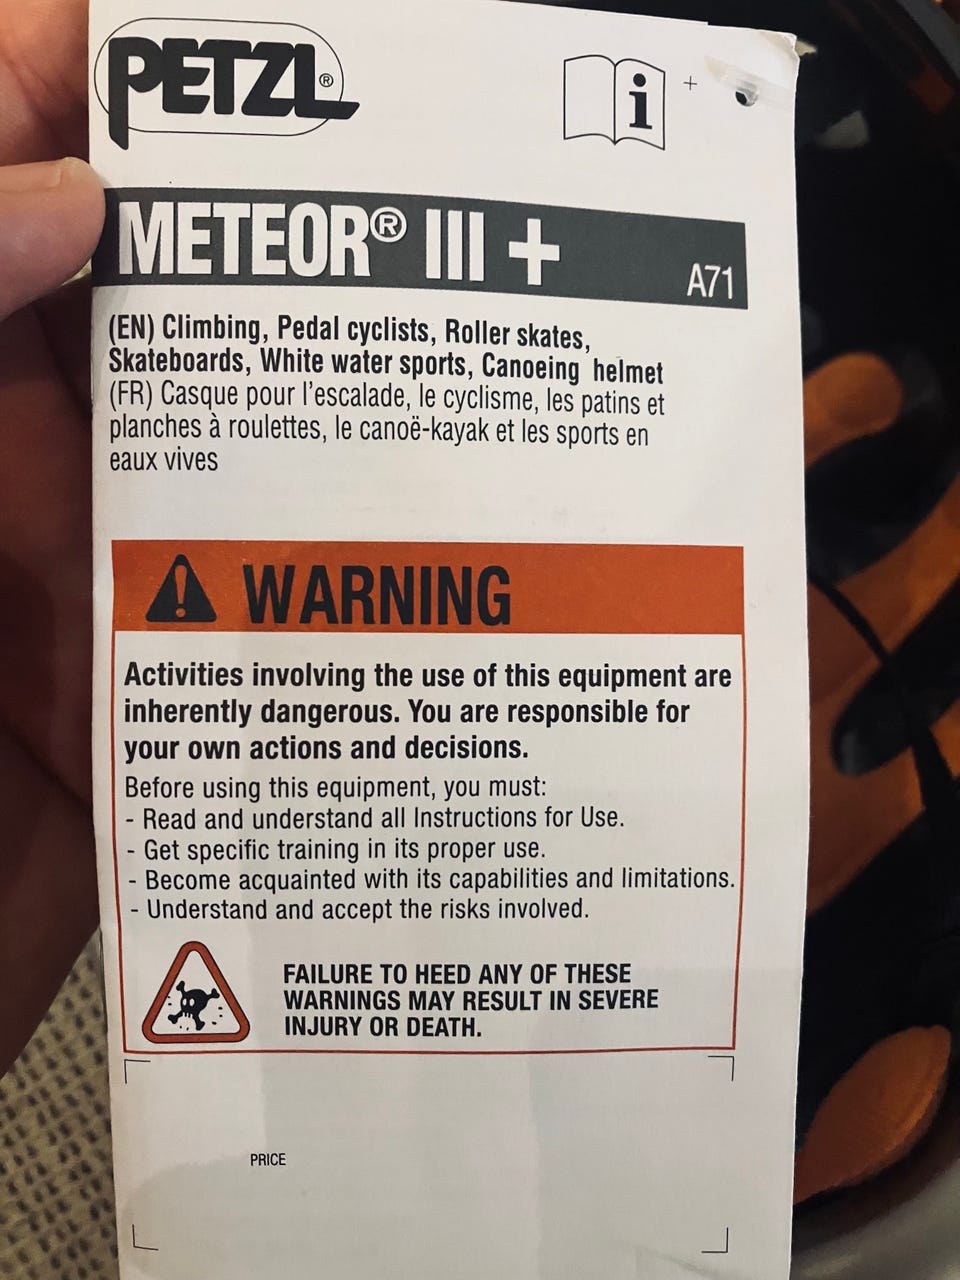 PETZL®
i +
METEOR® III +
A71
(EN) Climbing, Pedal cyclists, Roller skates,
Skateboards, White water sports, Canoeing helmet
(FR) Casque pour l'escalade, le cyclisme, les patins et
planches à roulettes, le canoë-kayak et les sports en
eaux vives
WARNING
Activities involving the use of this equipment are
inherently dangerous. You are responsible for
your own actions and decisions.
Before using this equipment, you must:
- Read and understand all Instructions for Use.
- Get specific training in its proper use.
- Become acquainted with its capabilities and limitations.
- Understand and accept the risks involved.
FAILURE TO HEED ANY OF THESE
WARNINGS MAY RESULT IN SEVERE
INJURY OR DEATH.
PRICE